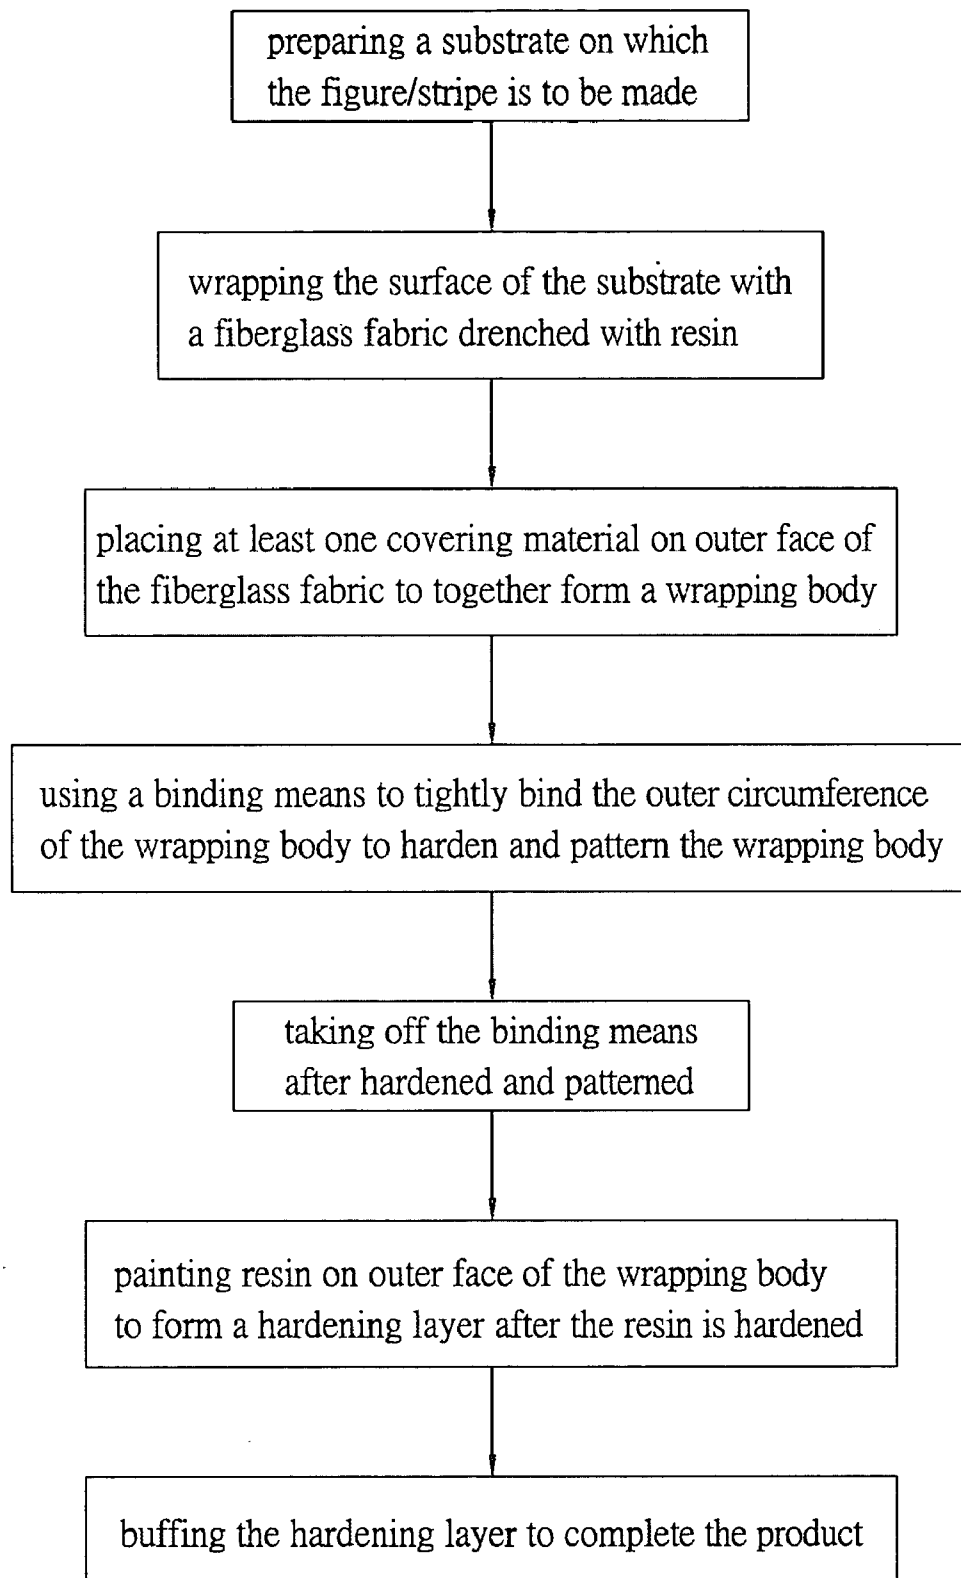 preparing a substrate on which
the figure/stripe is to be made
wrapping the surface of the substrate with
a fiberglass fabric drenched with resin
placing at least one covering material on outer face of
the fiberglass fabric to together form a wrapping body
using a binding means to tightly bind the outer circumference
of the wrapping body to harden and pattern the wrapping body
taking off the binding means
after hardened and patterned
painting resin on outer face of the wrapping body
to form a hardening layer after the resin is hardened
buffing the hardening layer to complete the product